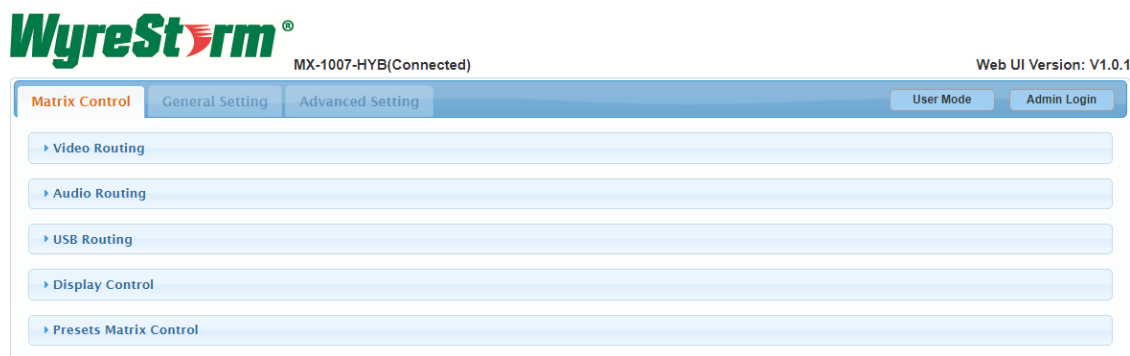 WyreStorm®
MX-1007-HYB(Connected)
Web UI Version: V1.0.1
Matrix Control
General Setting
Advanced Setting
User Mode
Admin Login
Video Routing
Audio Routing
USB Routing
Display Control
Presets Matrix Control